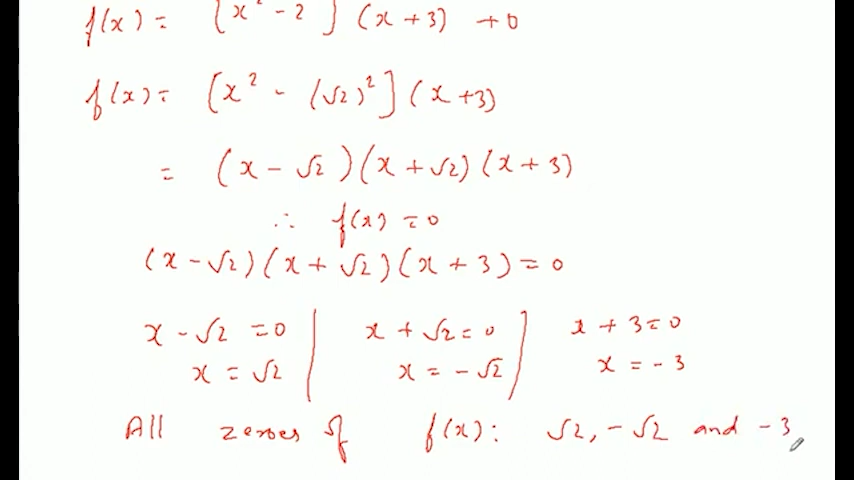 f(x) = [x² - 2] (x + 3) + 0
f(x) = [x² - (√2)²] (x + 3)
= (x - √2) (x + √2) (x + 3)
∴ f(x) = 0
(x - √2) (x + √2) (x + 3) = 0
x - √2 = 0 | x + √2 = 0 | x + 3 = 0
x = √2 | x = - √2 | x = - 3
All zeroes of f(x): √2, - √2 and - 3